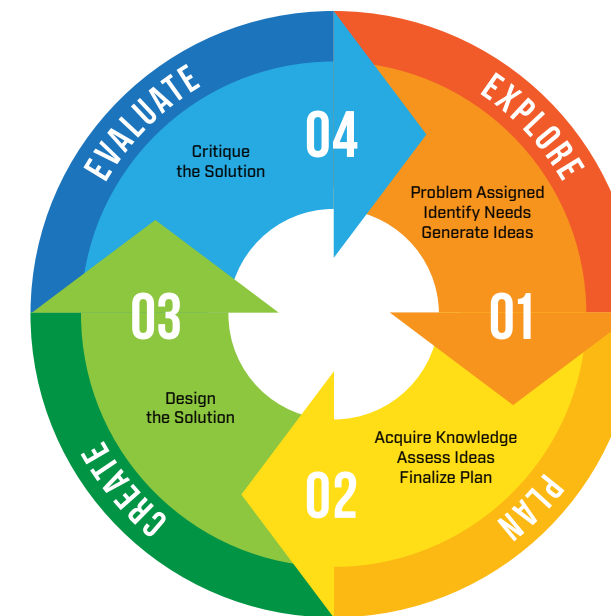 EXPLORE
Problem Assigned
Identify Needs
Generate Ideas
01
PLAN
Acquire Knowledge
Assess Ideas
Finalize Plan
02
CREATE
Design
the Solution
03
EVALUATE
Critique
the Solution
04